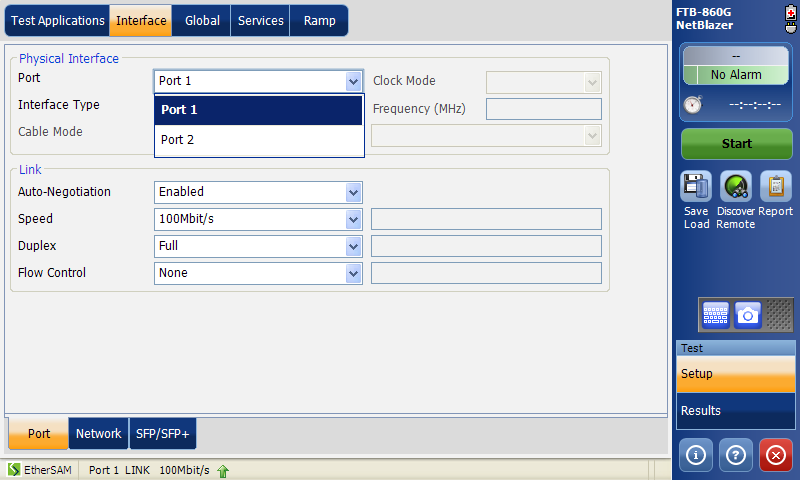 Test Applications Interface Global Services Ramp
FTB-860G
NetBlazer
Physical Interface
Port Port 1 Clock Mode
Interface Type Port 1 Frequency (MHz)
Cable Mode Port 2
Link
Auto-Negotiation Enabled
Speed 100Mbit/s
Duplex Full
Flow Control None
--
No Alarm
--:--:--:--
Start
Save
Load
Discover
Remote
Report
Test
Setup
Results
Port Network SFP/SFP+
EtherSAM Port 1 LINK 100Mbit/s